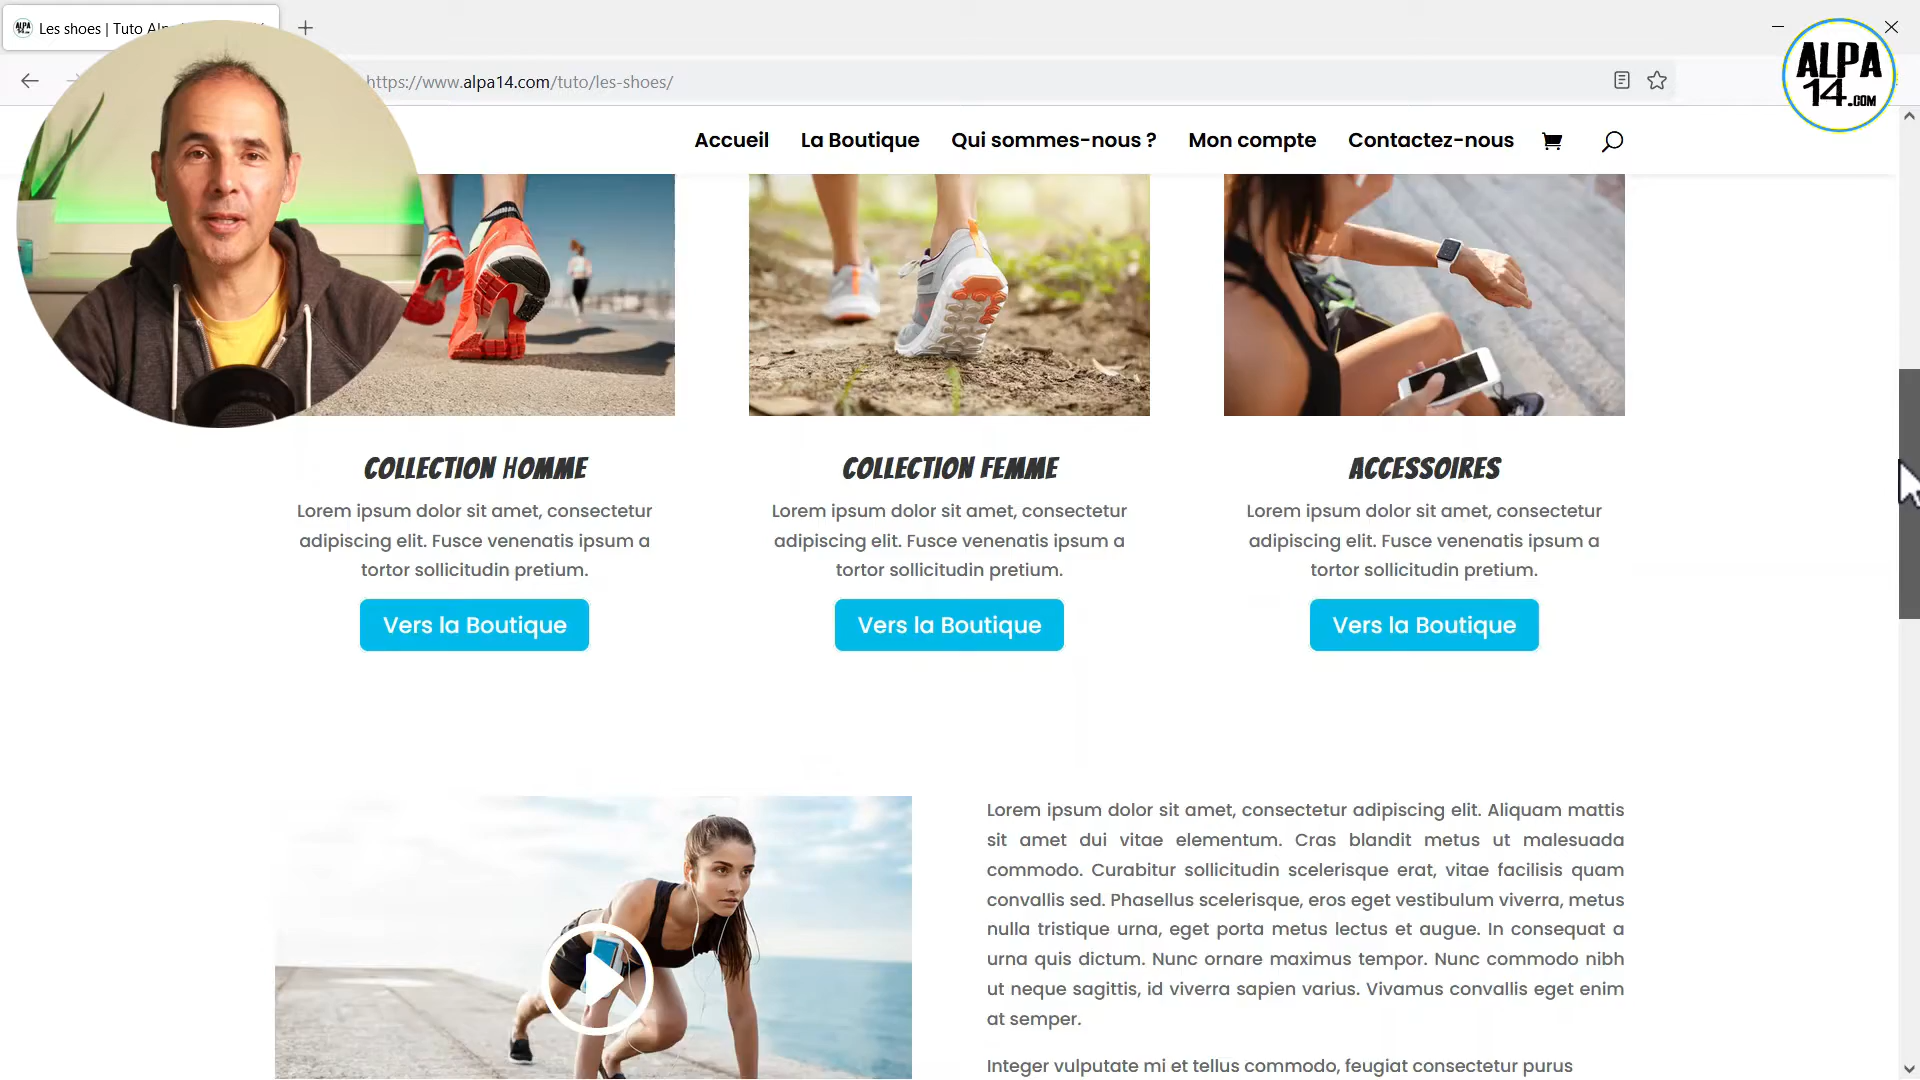 Les shoes | Tuto
https://www.alpa14.com/tuto/les-shoes/
ALPA
14.COM
Accueil La Boutique Qui sommes-nous ? Mon compte Contactez-nous
COLLECTION HOMME
Lorem ipsum dolor sit amet, consectetur
adipiscing elit. Fusce venenatis ipsum a
tortor sollicitudin pretium.
Vers la Boutique
COLLECTION FEMME
Lorem ipsum dolor sit amet, consectetur
adipiscing elit. Fusce venenatis ipsum a
tortor sollicitudin pretium.
Vers la Boutique
ACCESSOIRES
Lorem ipsum dolor sit amet, consectetur
adipiscing elit. Fusce venenatis ipsum a
tortor sollicitudin pretium.
Vers la Boutique
Lorem ipsum dolor sit amet, consectetur adipiscing elit. Aliquam mattis
sit amet dui vitae elementum. Cras blandit metus ut malesuada
commodo. Curabitur sollicitudin scelerisque erat, vitae facilisis quam
convallis sed. Phasellus scelerisque, eros eget vestibulum viverra, metus
nulla tristique urna, eget porta metus lectus et augue. In consequat a
urna quis dictum. Nunc ornare maximus tempor. Nunc commodo nibh
ut neque sagittis, id viverra sapien varius. Vivamus convallis eget enim
at semper.
Integer vulputate mi et tellus commodo, feugiat consectetur purus